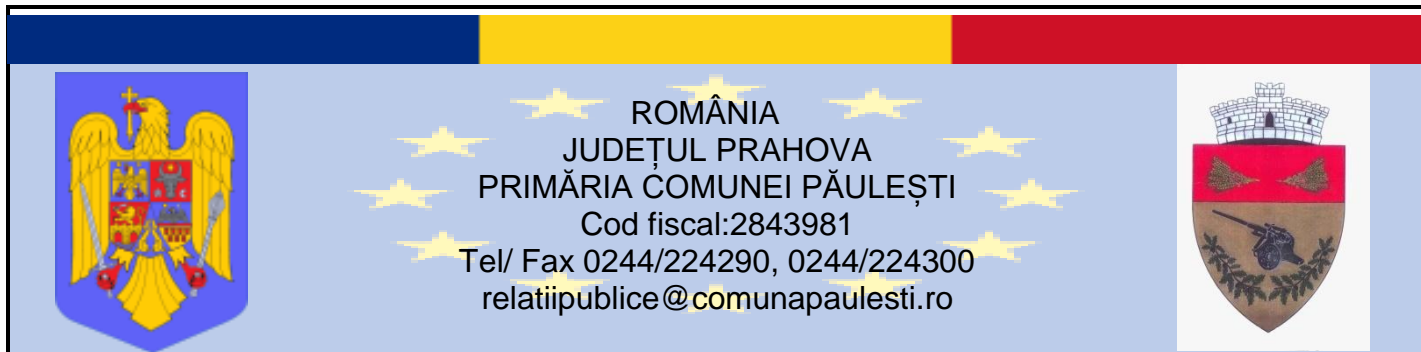 ROMÂNIA
JUDEȚUL PRAHOVA
PRIMĂRIA COMUNEI PĂULEȘTI
Cod fiscal:2843981
Tel/ Fax 0244/224290, 0244/224300
relatiipublice@comunapaulesti.ro